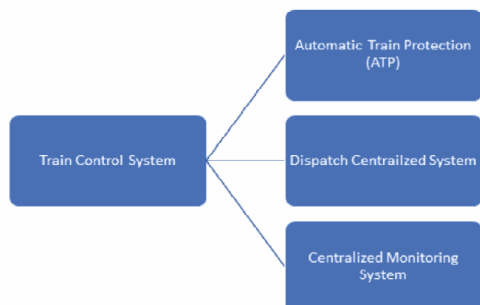 Automatic Train Protection
(ATP)
Train Control System
Dispatch Centrailzed System
Centralized Monitoring
System